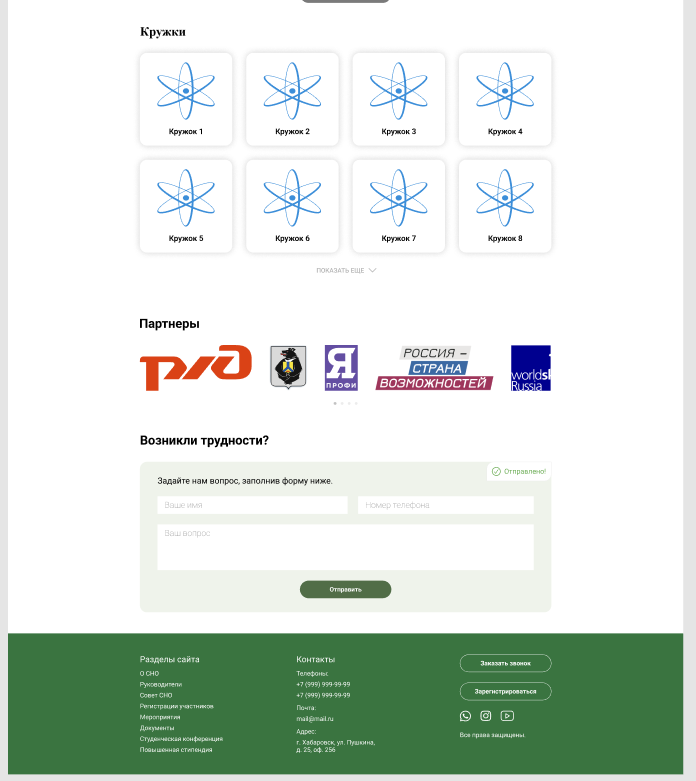 Кружки
Кружок 1
Кружок 2
Кружок 3
Кружок 4
Кружок 5
Кружок 6
Кружок 7
Кружок 8
ПОКАЗАТЬ ЕЩЕ
Партнеры
Я
ПРОФИ
РОССИЯ –
СТРАНА
ВОЗМОЖНОСТЕЙ
worldsk
Russia
Возникли трудности?
Отправлено!
Задайте нам вопрос, заполнив форму ниже.
Ваше имя
Номер телефона
Ваш вопрос
Отправить
Разделы сайта
О СНО
Руководители
Совет СНО
Регистрация участников
Мероприятия
Документы
Студенческая конференция
Повышенная стипендия
Контакты
Телефоны:
+7 (999) 999-99-99
+7 (999) 999-99-99
Почта:
mail@mail.ru
Адрес:
г. Хабаровск, ул. Пушкина,
д. 25, оф. 256
Заказать звонок
Зарегистрироваться
Все права защищены.